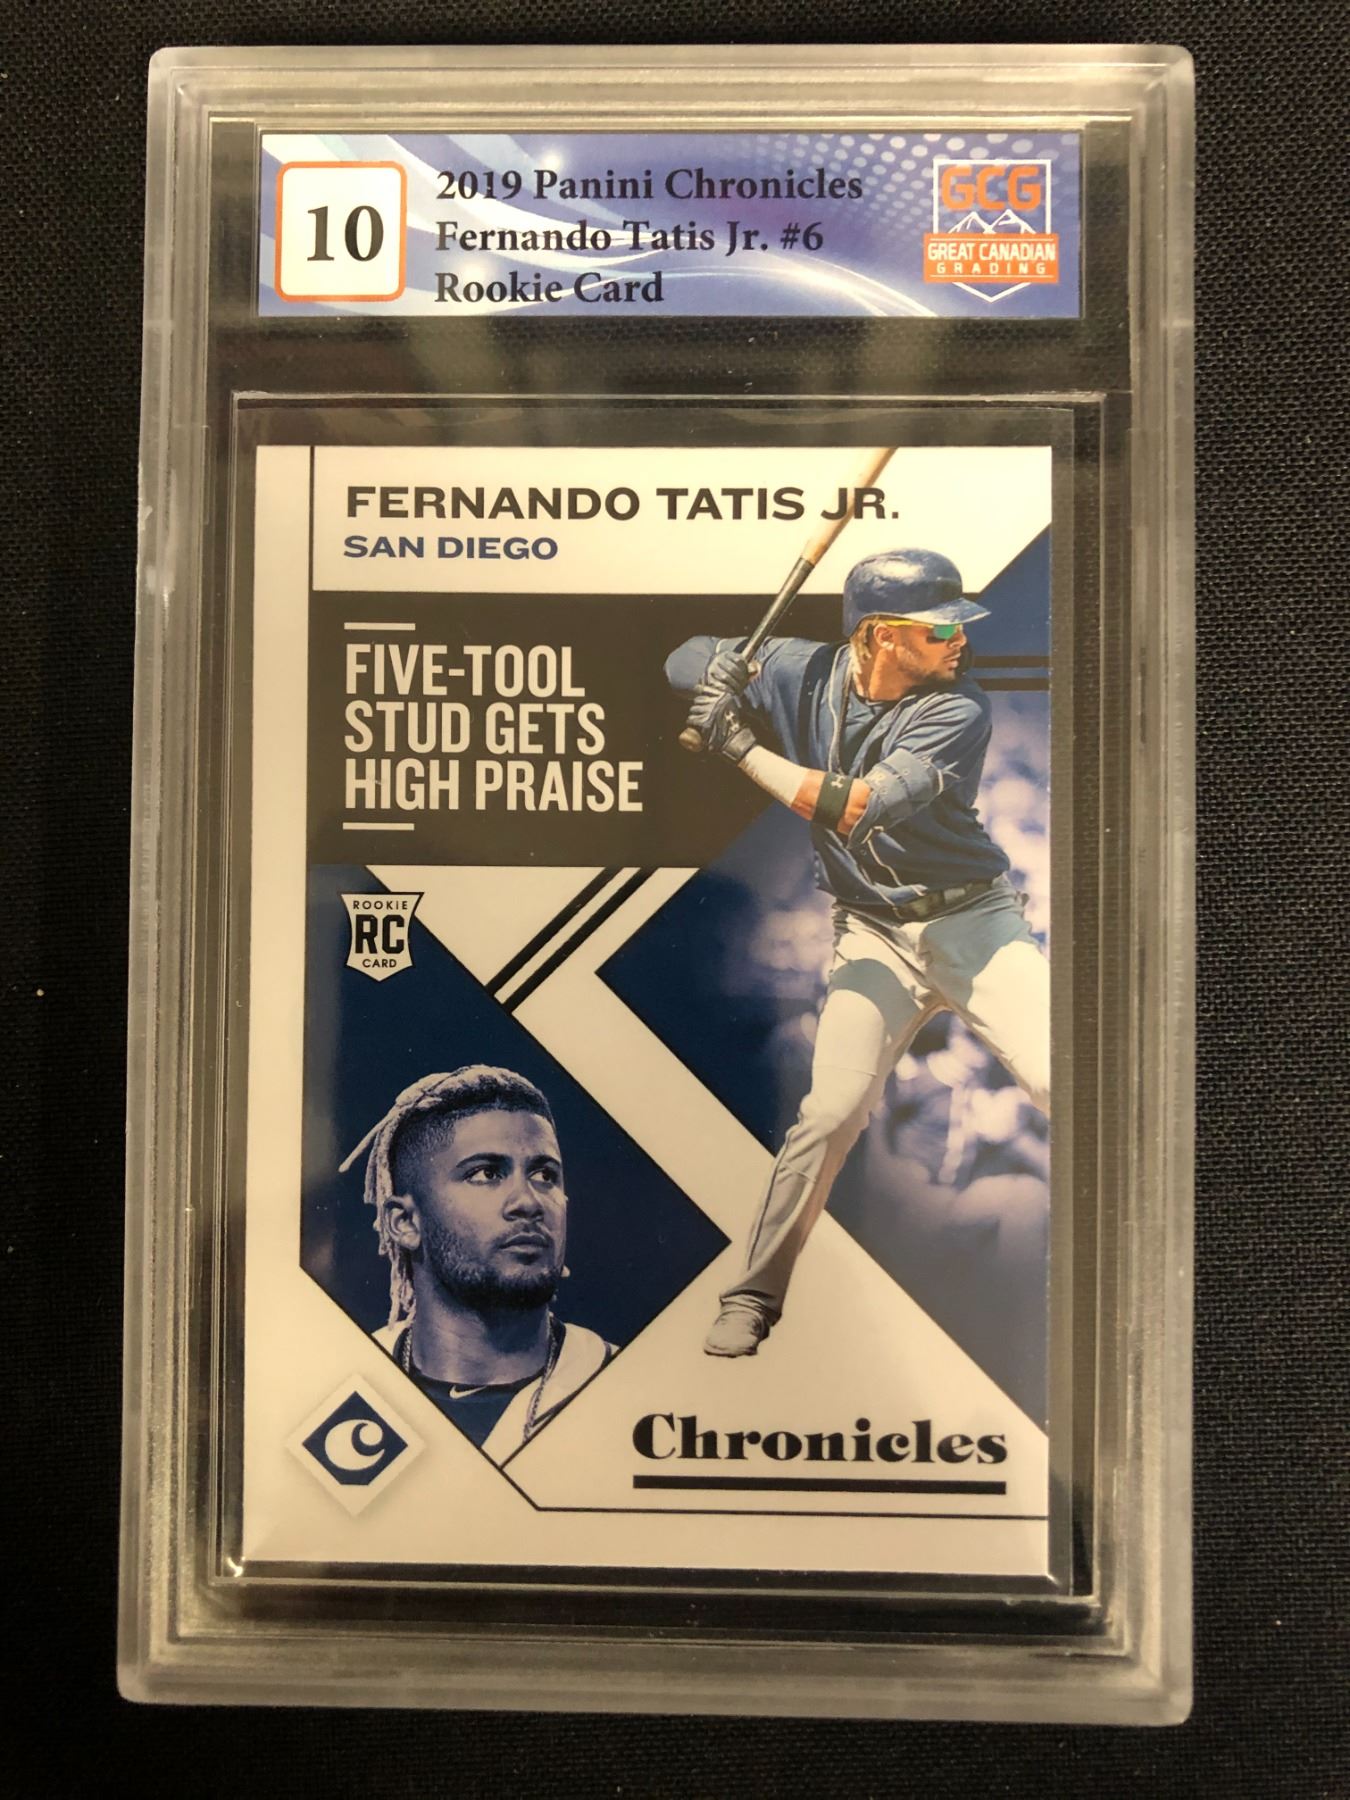 10
2019 Panini Chronicles
Fernando Tatis Jr. #6
Rookie Card
GCG
GREAT CANADIAN
GRADING
FERNANDO TATIS JR.
SAN DIEGO
FIVE-TOOL
STUD GETS
HIGH PRAISE
ROOKIE
RC
CARD
C
Chronicles